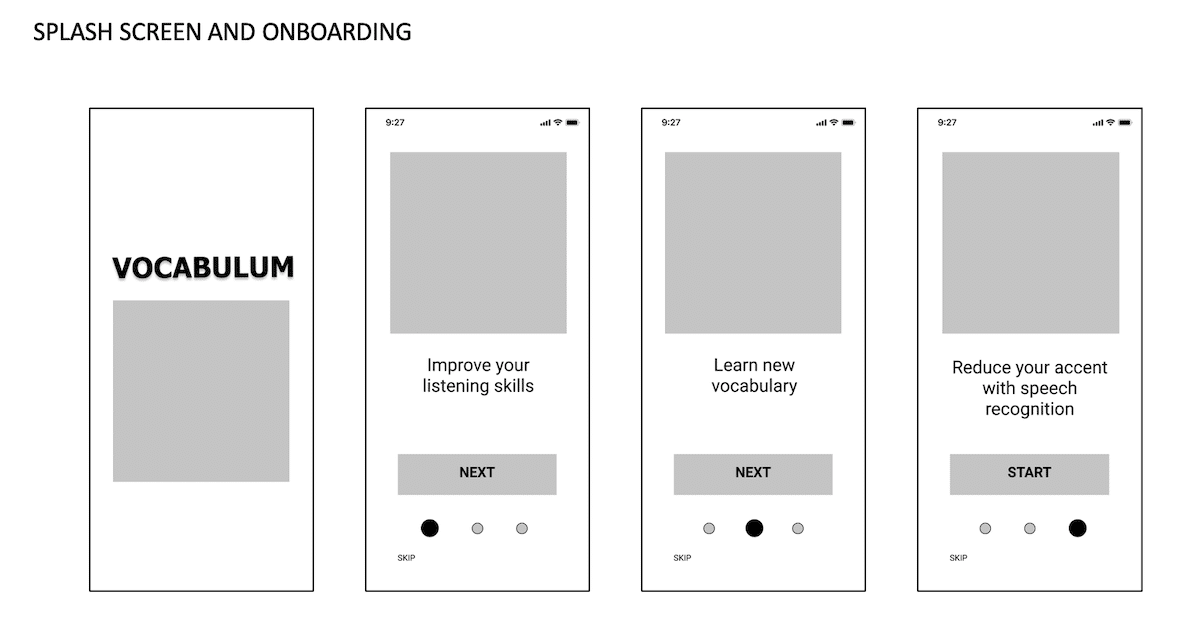 SPLASH SCREEN AND ONBOARDING
VOCABULUM
9:27
Improve your
listening skills
NEXT
SKIP
9:27
Learn new
vocabulary
NEXT
SKIP
9:27
Reduce your accent
with speech
recognition
START
SKIP